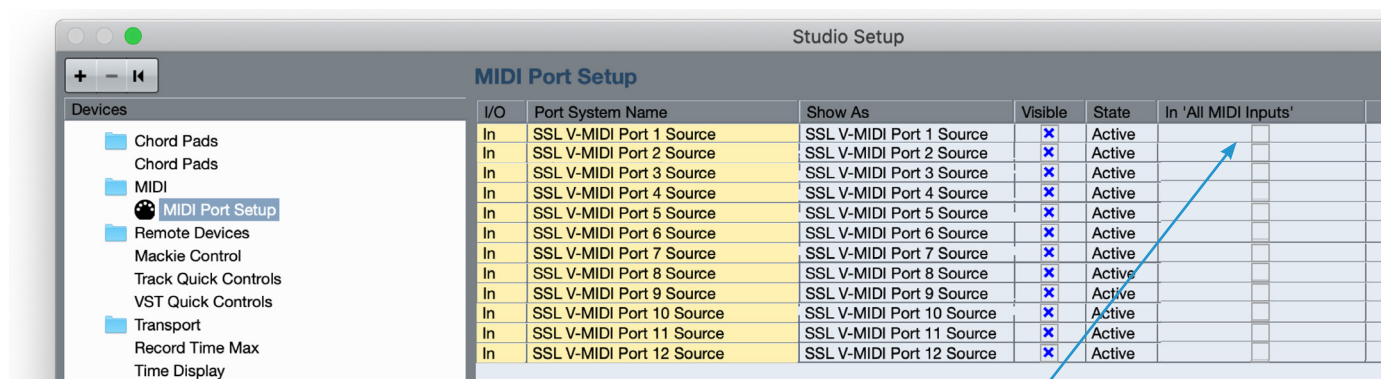 Studio Setup
MIDI Port Setup
Devices
Chord Pads
Chord Pads
MIDI
MIDI Port Setup
Remote Devices
Mackie Control
Track Quick Controls
VST Quick Controls
Transport
Record Time Max
Time Display
I/O Port System Name Show As Visible State In 'All MIDI Inputs'
In SSL V-MIDI Port 1 Source SSL V-MIDI Port 1 Source Active
In SSL V-MIDI Port 2 Source SSL V-MIDI Port 2 Source Active
In SSL V-MIDI Port 3 Source SSL V-MIDI Port 3 Source Active
In SSL V-MIDI Port 4 Source SSL V-MIDI Port 4 Source Active
In SSL V-MIDI Port 5 Source SSL V-MIDI Port 5 Source Active
In SSL V-MIDI Port 6 Source SSL V-MIDI Port 6 Source Active
In SSL V-MIDI Port 7 Source SSL V-MIDI Port 7 Source Active
In SSL V-MIDI Port 8 Source SSL V-MIDI Port 8 Source Active
In SSL V-MIDI Port 9 Source SSL V-MIDI Port 9 Source Active
In SSL V-MIDI Port 10 Source SSL V-MIDI Port 10 Source Active
In SSL V-MIDI Port 11 Source SSL V-MIDI Port 11 Source Active
In SSL V-MIDI Port 12 Source SSL V-MIDI Port 12 Source Active